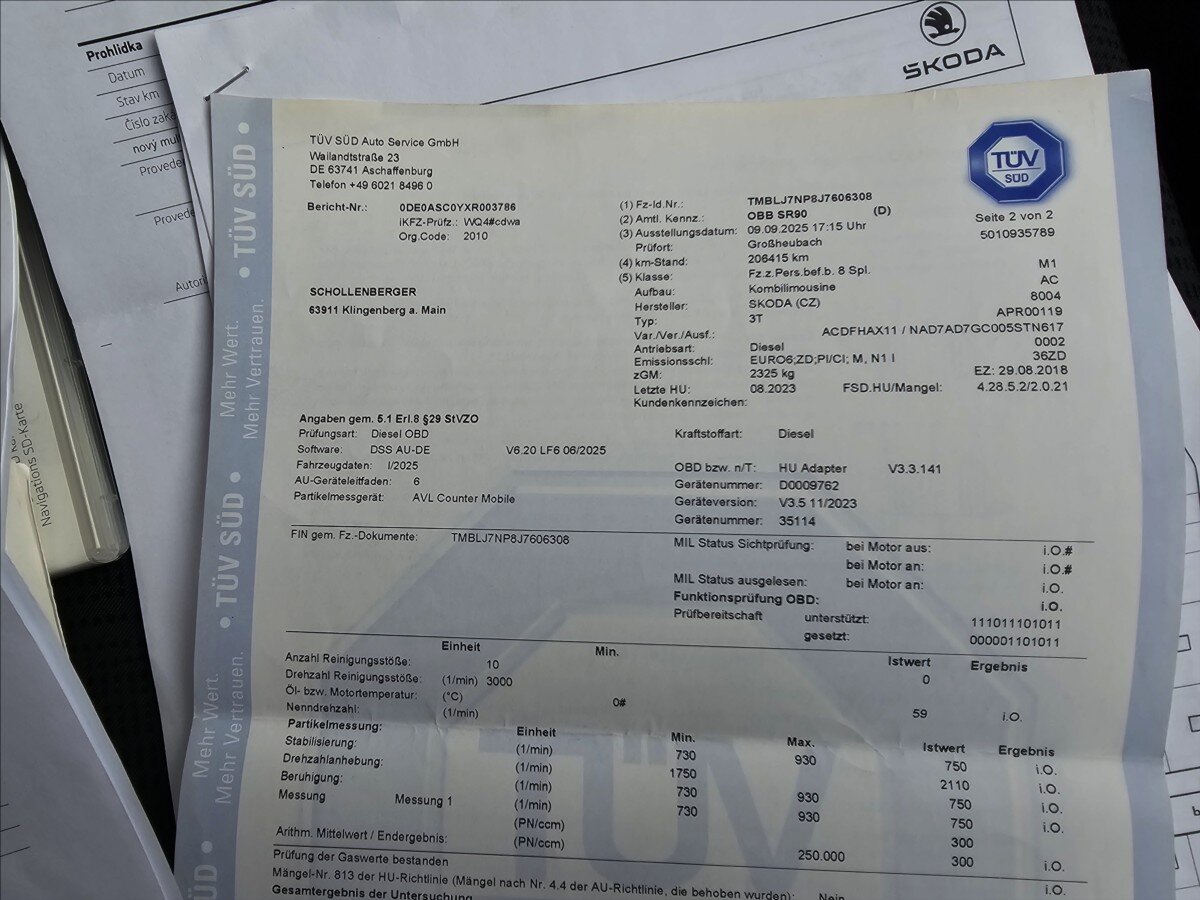 Prohlídka
Datum
Stav km
Číslo zak
nový mu
Provede
Provede
Autori
ŠKODA
Navigations SD-Karte
TÜV SÜD
Mehr Wert.
Mehr Vertrauen.
TÜV SÜD
Mehr Wert.
Mehr Vertrauen.
TÜV SÜD Auto Service GmbH
Wailandtstraße 23
DE 63741 Aschaffenburg
Telefon +49 6021 8496 0
TÜV
SÜD
Seite 2 von 2
5010935789
Bericht-Nr.: 0DE0ASC0YXR003786
iKFZ-Prüfz.: WQ4#cdwa
Org.Code: 2010
SCHOLLENBERGER
63911 Klingenberg a. Main
(1) Fz-Id.Nr.: TMBLJ7NP8J7606308
(2) Amtl. Kennz.: OBB SR90 (D)
(3) Ausstellungsdatum: 09.09.2025 17:15 Uhr
Prüfort: Großheubach
(4) km-Stand: 206415 km
(5) Klasse: Fz.z.Pers.bef.b. 8 Spl. M1
Aufbau: Kombilimousine AC
Hersteller: SKODA (CZ) 8004
Typ: 3T APR00119
Var./Ver./Ausf.: ACDFHAX11 / NAD7AD7GC005STN617
Antriebsart: Diesel 0002
Emissionsschl: EURO6;ZD;PI/CI; M, N1 I 36ZD
zGM: 2325 kg EZ: 29.08.2018
Letzte HU: 08.2023 FSD.HU/Mangel: 4.28.5.2/2.0.21
Kundenkennzeichen:
Angaben gem. 5.1 Erl.8 §29 StVZO
Prüfungsart: Diesel OBD Kraftstoffart: Diesel
Software: DSS AU-DE V6.20 LF6 06/2025
Fahrzeugdaten: I/2025 OBD bzw. n/T: HU Adapter V3.3.141
AU-Geräteleitfaden: 6 Gerätenummer: D0009762
Partikelmessgerät: AVL Counter Mobile Geräteversion: V3.5 11/2023
Gerätenummer: 35114
FIN gem. Fz.-Dokumente: TMBLJ7NP8J7606308
MIL Status Sichtprüfung: bei Motor aus: i.O.#
bei Motor an: i.O.#
MIL Status ausgelesen: bei Motor an: i.O.
Funktionsprüfung OBD: i.O.
Prüfbereitschaft unterstützt: 111011101011
gesetzt: 000001101011
Einheit Min. Istwert Ergebnis
Anzahl Reinigungsstöße: 10 0
Drehzahl Reinigungsstöße: (1/min) 3000
Öl- bzw. Motortemperatur: (°C) 0# 59 i.O.
Nenndrehzahl: (1/min)
Partikelmessung: Einheit Min. Max. Istwert Ergebnis
Stabilisierung: (1/min) 730 930 750 i.O.
Drehzahlanhebung: (1/min) 1750 2110 i.O.
Beruhigung: (1/min) 730 930 750 i.O.
Messung Messung 1 (1/min) 730 930 750 i.O.
(PN/ccm) 300
Arithm. Mittelwert / Endergebnis: (PN/ccm) 250.000 300 i.O.
Prüfung der Gaswerte bestanden i.O.
Mängel-Nr. 813 der HU-Richtlinie (Mängel nach Nr. 4.4 der AU-Richtlinie, die behoben wurden): Nein
Gesamtergebnis der Untersuchung